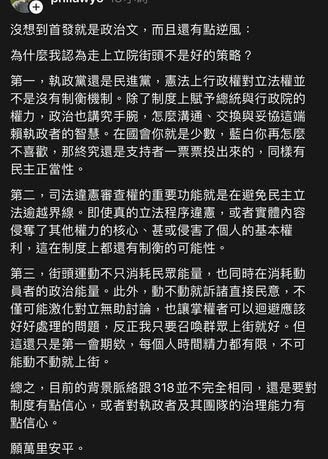 沒想到首發就是政治文，而且還有點逆風：
為什麼我認為走上立院街頭不是好的策略？
第一，執政黨還是民進黨，憲法上行政權對立法權並
不是沒有制衡機制。除了制度上賦予總統與行政院的
權力，政治也講究手腕，怎麼溝通、交換與妥協這端
賴執政者的智慧。在國會你就是少數，藍白你再怎麼
不喜歡，那終究還是支持者一票票投出來的，同樣有
民主正當性。
第二，司法違憲審查權的重要功能就是在避免民主立
法逾越界線。即使真的立法程序違憲，或者實體內容
侵奪了其他權力的核心、甚或侵害了個人的基本權
利，這在制度上都還有制衡的可能性。
第三，街頭運動不只消耗民眾能量，也同時在消耗動
員者的政治能量。此外，動不動就訴諸直接民意，不
僅可能激化對立無助討論，也讓掌權者可以迴避應該
好好處理的問題，反正我只要召喚群眾上街就好。但
這還只是第一會期欸，每個人時間精力都有限，不可
能動不動就上街。
總之，目前的背景脈絡跟318並不完全相同，還是要對
制度有點信心，或者對執政者及其團隊的治理能力有
點信心。
願萬里安平。